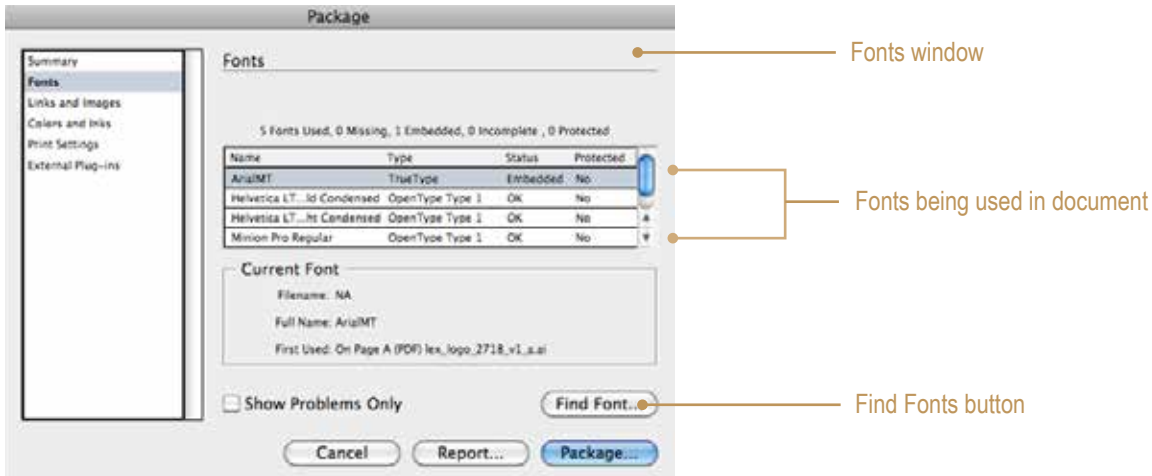 Package
Summary
Fonts
Links and Images
Colors and Inks
Print Settings
External Plug-ins
Fonts
5 Fonts Used, 0 Missing, 1 Embedded, 0 Incomplete , 0 Protected
Name Type Status Protected
ArialMT TrueType Embedded No
Helvetica LT...ld Condensed OpenType Type 1 OK No
Helvetica LT...ht Condensed OpenType Type 1 OK No
Minion Pro Regular OpenType Type 1 OK No
Current Font
Filename: NA
Full Name: ArialMT
First Used: On Page A (PDF) lex_logo_2718_v1_a.ai
Show Problems Only
Find Font...
Cancel Report... Package...
Fonts window
Fonts being used in document
Find Fonts button